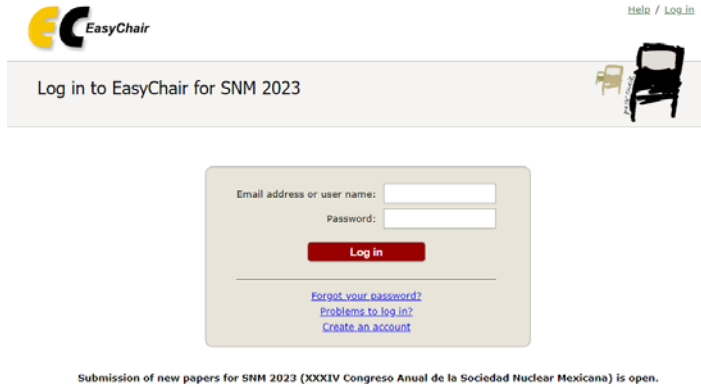 Help / Log in
EC EasyChair
Log in to EasyChair for SNM 2023
Email address or user name:
Password:
Log in
Forgot your password?
Problems to log in?
Create an account
Submission of new papers for SNM 2023 (XXXIV Congreso Anual de la Sociedad Nuclear Mexicana) is open.